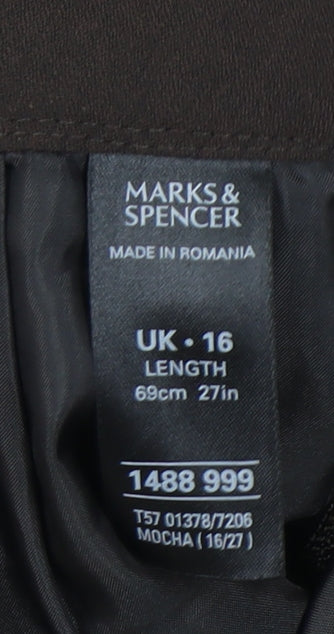 MARKS &
SPENCER
MADE IN ROMANIA
UK • 16
LENGTH
69cm 27in
1488 999
T57 01378/7206
MOCHA ( 16/27 )